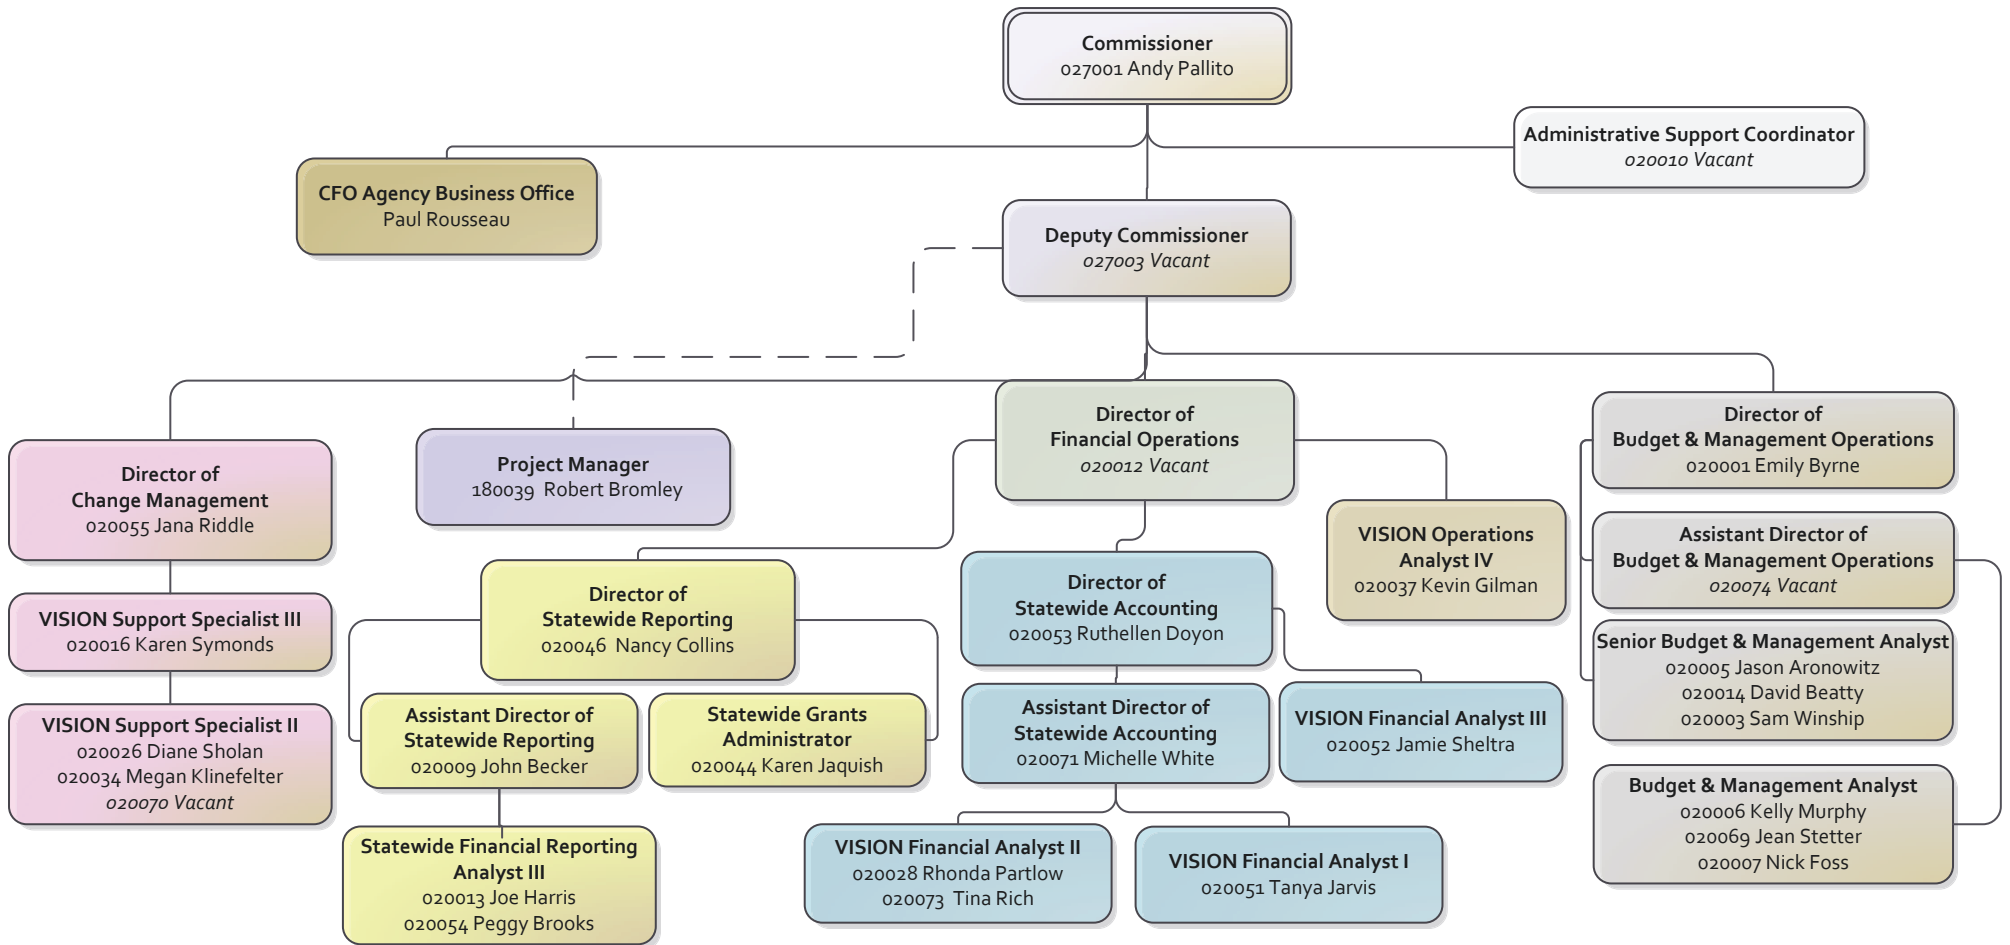 Commissioner
027001 Andy Pallito
Administrative Support Coordinator
020010 Vacant
CFO Agency Business Office
Paul Rousseau
Deputy Commissioner
027003 Vacant
Director of
Change Management
020055 Jana Riddle
Project Manager
180039  Robert Bromley
Director of
Financial Operations
020012 Vacant
Director of
Budget & Management Operations
020001 Emily Byrne
VISION Operations
Analyst IV
020037 Kevin Gilman
Assistant Director of
Budget & Management Operations
020074 Vacant
Director of
Statewide Reporting
020046  Nancy Collins
Director of
Statewide Accounting
020053 Ruthellen Doyon
VISION Support Specialist III
020016 Karen Symonds
Senior Budget & Management Analyst
020005 Jason Aronowitz
020014 David Beatty
020003 Sam Winship
VISION Support Specialist II
020026 Diane Sholan
020034 Megan Klinefelter
020070 Vacant
Assistant Director of
Statewide Reporting
020009 John Becker
Statewide Grants
Administrator
020044 Karen Jaquish
Assistant Director of
Statewide Accounting
020071 Michelle White
VISION Financial Analyst III
020052 Jamie Sheltra
Budget & Management Analyst
020006 Kelly Murphy
020069 Jean Stetter
020007 Nick Foss
Statewide Financial Reporting
Analyst III
020013 Joe Harris
020054 Peggy Brooks
VISION Financial Analyst II
020028 Rhonda Partlow
020073  Tina Rich
VISION Financial Analyst I
020051 Tanya Jarvis